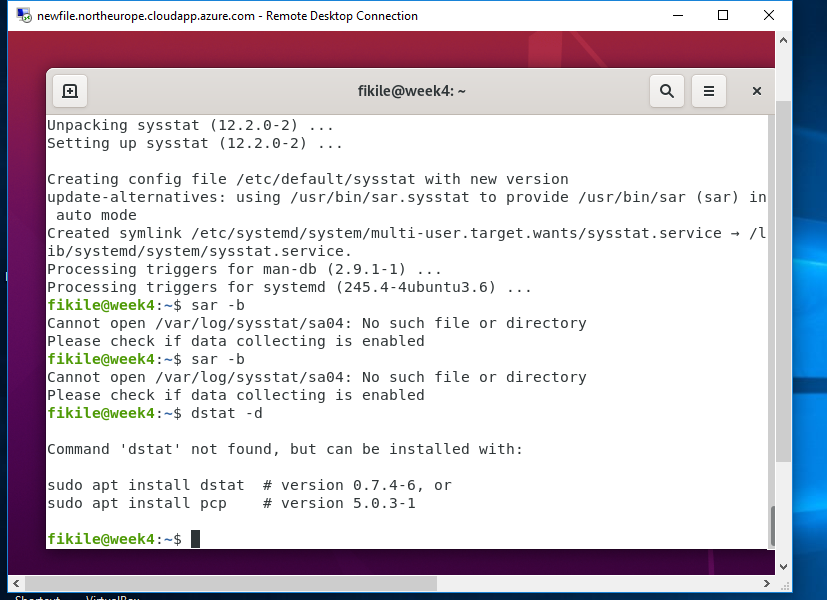 newfile.northeurope.cloudapp.azure.com - Remote Desktop Connection
fikile@week4: ~
Unpacking sysstat (12.2.0-2) ...
Setting up sysstat (12.2.0-2) ...
Creating config file /etc/default/sysstat with new version
update-alternatives: using /usr/bin/sar.sysstat to provide /usr/bin/sar (sar) in
 auto mode
Created symlink /etc/systemd/system/multi-user.target.wants/sysstat.service → /l
ib/systemd/system/sysstat.service.
Processing triggers for man-db (2.9.1-1) ...
Processing triggers for systemd (245.4-4ubuntu3.6) ...
fikile@week4:~$ sar -b
Cannot open /var/log/sysstat/sa04: No such file or directory
Please check if data collecting is enabled
fikile@week4:~$ sar -b
Cannot open /var/log/sysstat/sa04: No such file or directory
Please check if data collecting is enabled
fikile@week4:~$ dstat -d
Command 'dstat' not found, but can be installed with:
sudo apt install dstat  # version 0.7.4-6, or
sudo apt install pcp    # version 5.0.3-1
fikile@week4:~$
Shortcut VirtualBox